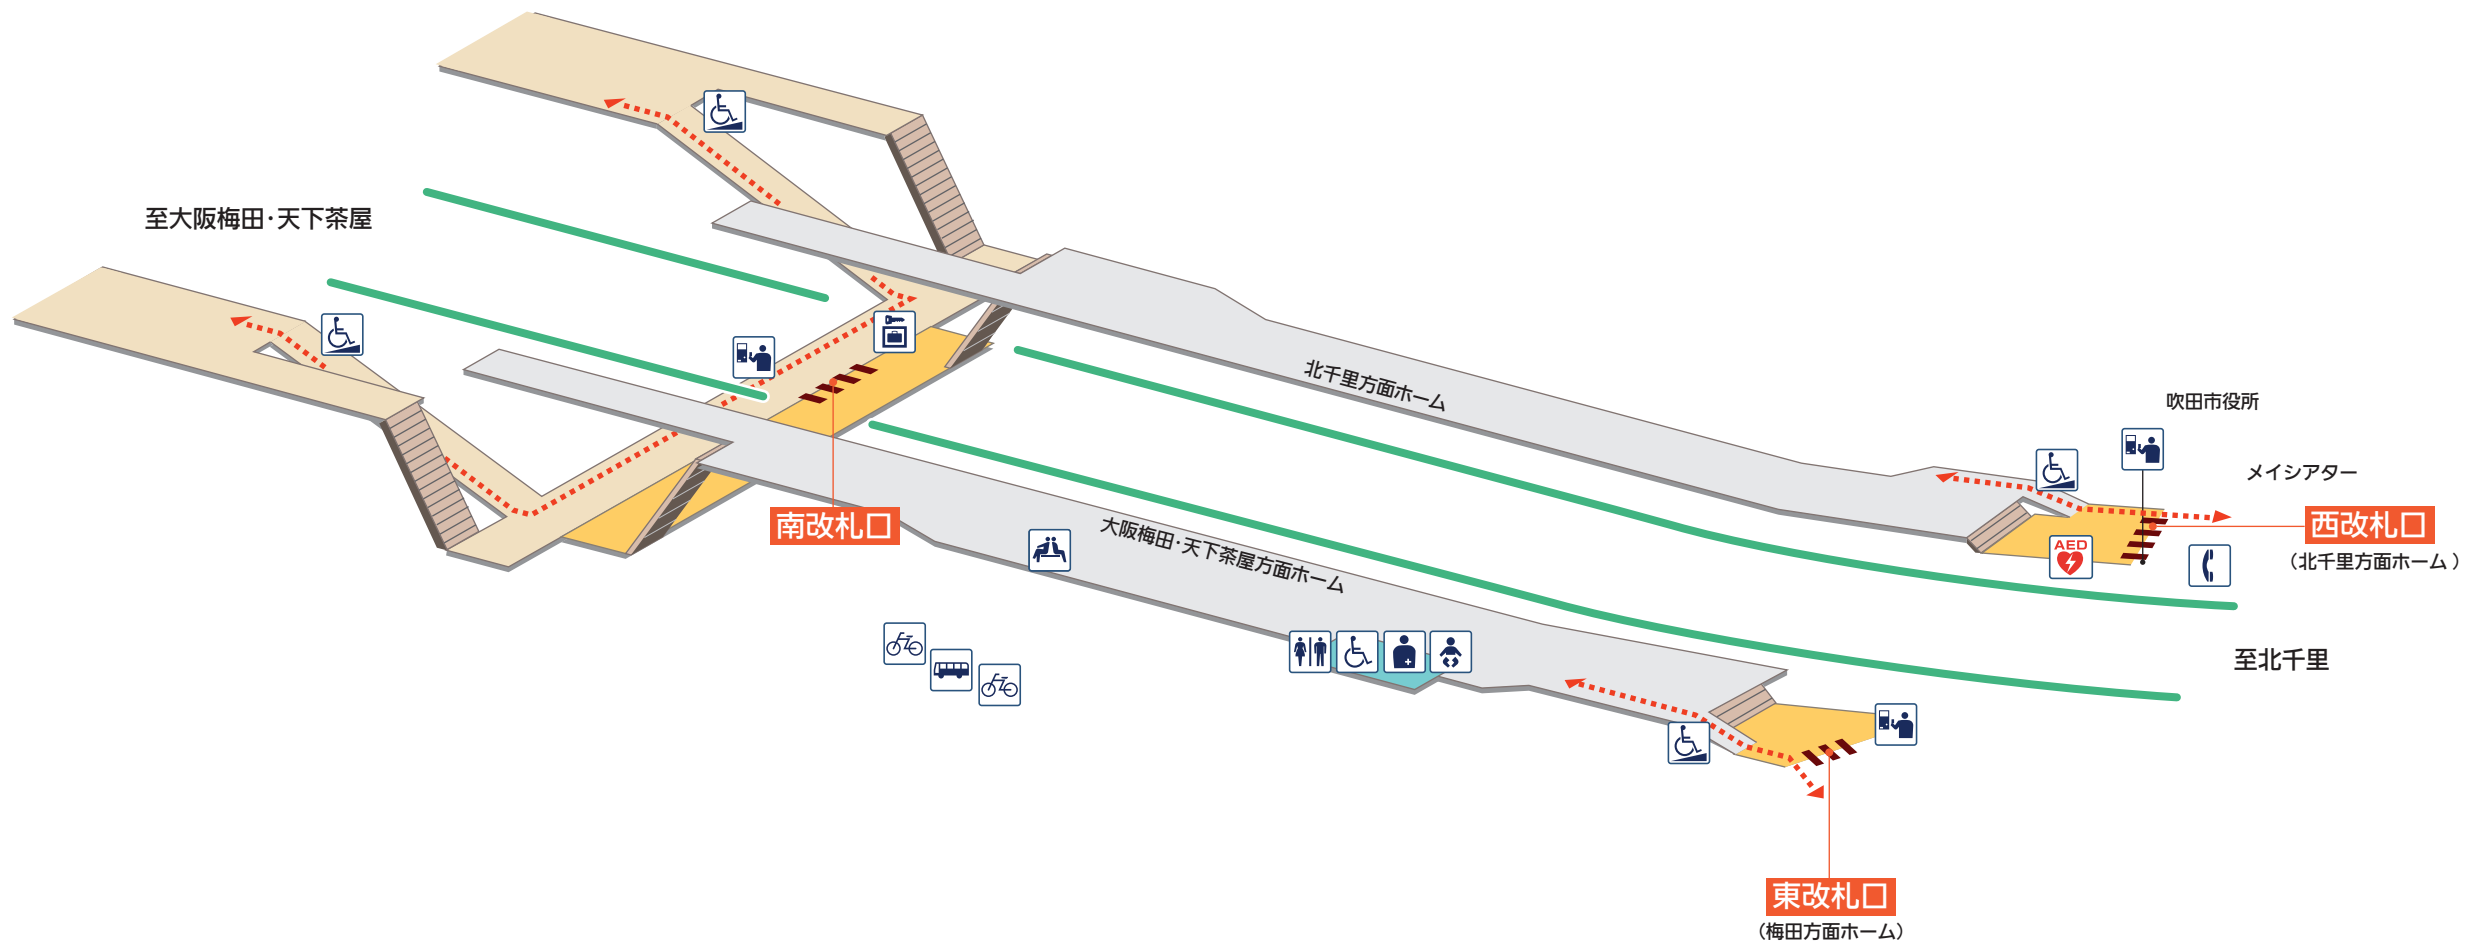 至大阪梅田・天下茶屋
北千里方面ホーム
吹田市役所
メイシアター
西改札口
（北千里方面ホーム）
AED
南改札口
大阪梅田・天下茶屋方面ホーム
至北千里
東改札口
（梅田方面ホーム）